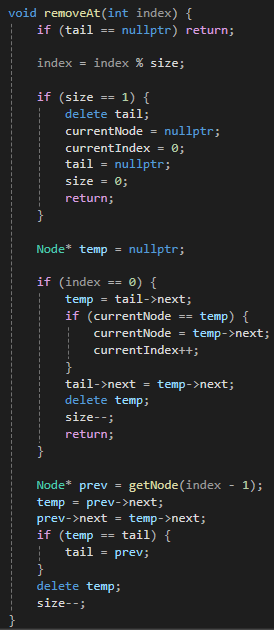 void removeAt(int index) {
if (tail == nullptr) return;
index = index % size;
if (size == 1) {
delete tail;
currentNode = nullptr;
currentIndex = 0;
tail = nullptr;
size = 0;
return;
}
Node* temp = nullptr;
if (index == 0) {
temp = tail->next;
if (currentNode == temp) {
currentNode = temp->next;
currentIndex++;
}
tail->next = temp->next;
delete temp;
size--;
return;
}
Node* prev = getNode(index - 1);
temp = prev->next;
prev->next = temp->next;
if (temp == tail) {
tail = prev;
}
delete temp;
size--;
}